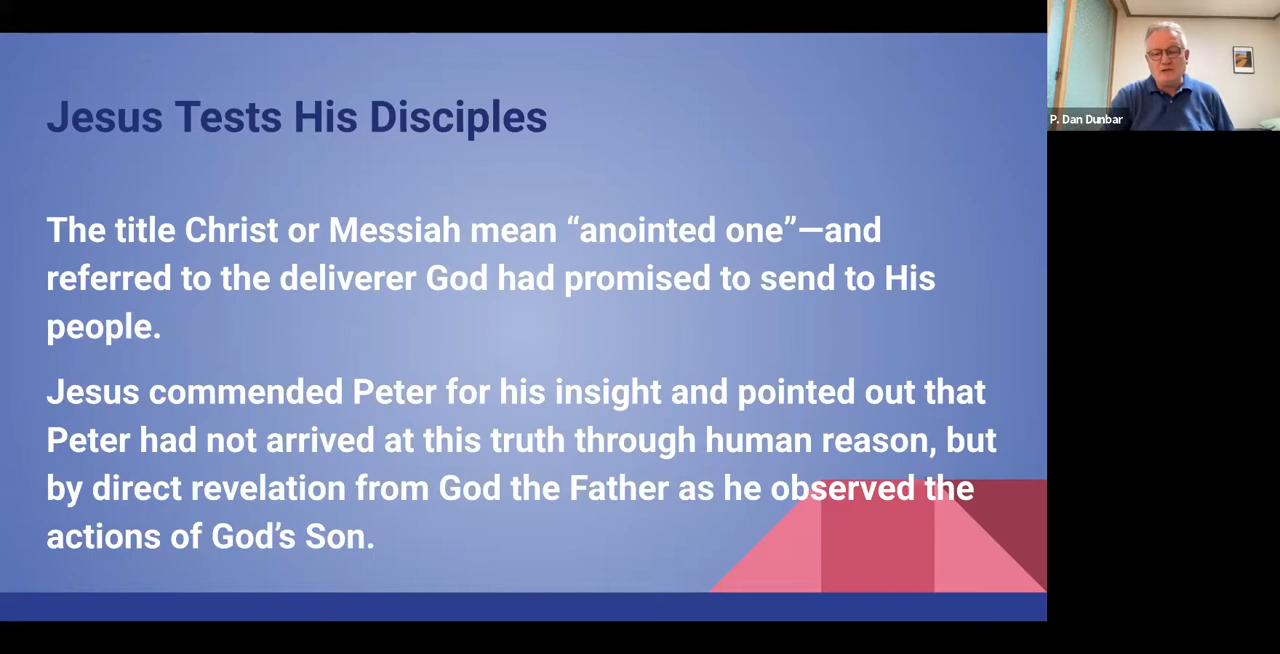 Jesus Tests His Disciples
The title Christ or Messiah mean “anointed one”—and
referred to the deliverer God had promised to send to His
people.
Jesus commended Peter for his insight and pointed out that
Peter had not arrived at this truth through human reason, but
by direct revelation from God the Father as he observed the
actions of God’s Son.
P. Dan Dunbar